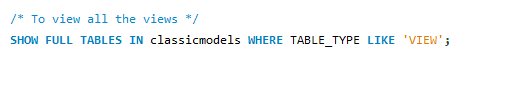 /* To view all the views */
SHOW FULL TABLES IN classicmodels WHERE TABLE_TYPE LIKE 'VIEW';